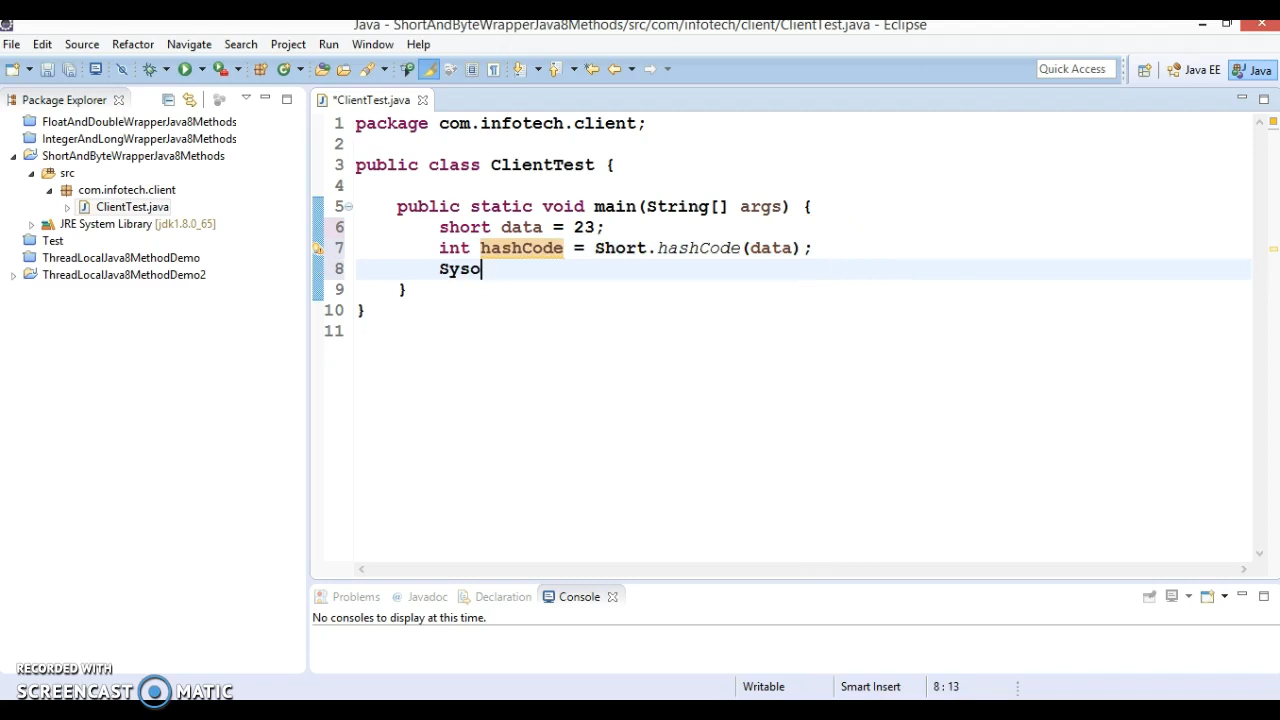 Java - ShortAndByteWrapperJava8Methods/src/com/infotech/client/ClientTest.java - Eclipse
File Edit Source Refactor Navigate Search Project Run Window Help
Quick Access Java EE Java
Package Explorer
FloatAndDoubleWrapperJava8Methods
IntegerAndLongWrapperJava8Methods
ShortAndByteWrapperJava8Methods
src
com.infotech.client
ClientTest.java
JRE System Library [jdk1.8.0_65]
Test
ThreadLocalJava8MethodDemo
ThreadLocalJava8MethodDemo2
*ClientTest.java
1 package com.infotech.client;
2
3 public class ClientTest {
4
5 public static void main(String[] args) {
6 short data = 23;
7 int hashCode = Short.hashCode(data);
8 Syso
9 }
10 }
11
Problems @ Javadoc Declaration Console
No consoles to display at this time.
Writable Smart Insert 8 : 13
RECORDED WITH
SCREENCAST MATIC